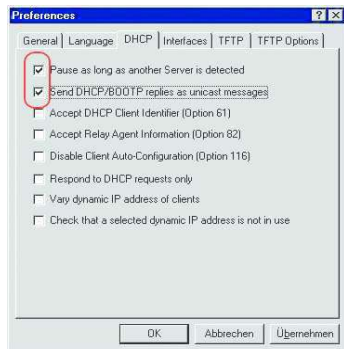 Preferences
General Language DHCP Interfaces TFTP TFTP Options
Pause as long as another Server is detected
Send DHCP/BOOTP replies as unicast messages
Accept DHCP Client Identifier (Option 61)
Accept Relay Agent Information (Option 82)
Disable Client Auto-Configuration (Option 116)
Respond to DHCP requests only
Vary dynamic IP address of clients
Check that a selected dynamic IP address is not in use
OK Abbrechen Übernehmen